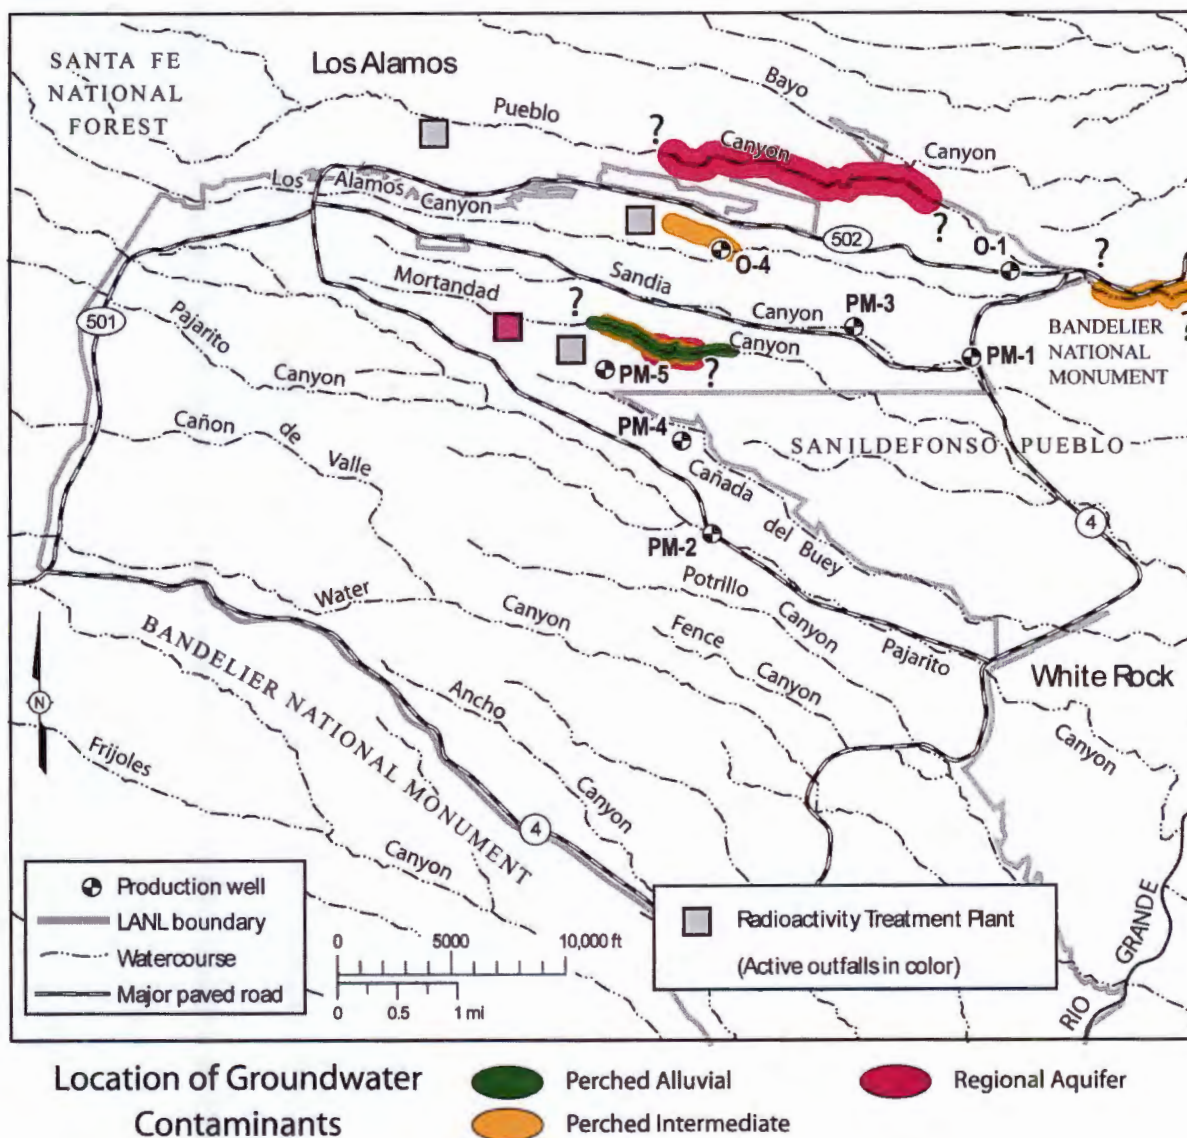 SANTA FE
NATIONAL
FOREST
Los Alamos
Bayo
Canyon
Pueblo
Canyon
?
?
Los Alamos
Canyon
502
O-1
?
?
O-4
Sandia
Canyon
PM-3
Mortandad
Canyon
?
?
PM-5
PM-1
BANDELIER
NATIONAL
MONUMENT
501
Pajarito
Canyon
PM-4
SANILDEFONSO PUEBLO
Cañon de Valle
Cañada del Buey
4
PM-2
Water
Canyon
Potrillo
Canyon
Fence
Canyon
Pajarito
White Rock
Canyon
BANDELIER NATIONAL MONUMENT
Ancho
Canyon
N
Frijoles
Canyon
4
RIO GRANDE
Production well
LANL boundary
Watercourse
Major paved road
0 5000 10,000 ft
0 0.5 1 mi
Radioactivity Treatment Plant
(Active outfalls in color)
Location of Groundwater
Contaminants
Perched Alluvial
Perched Intermediate
Regional Aquifer